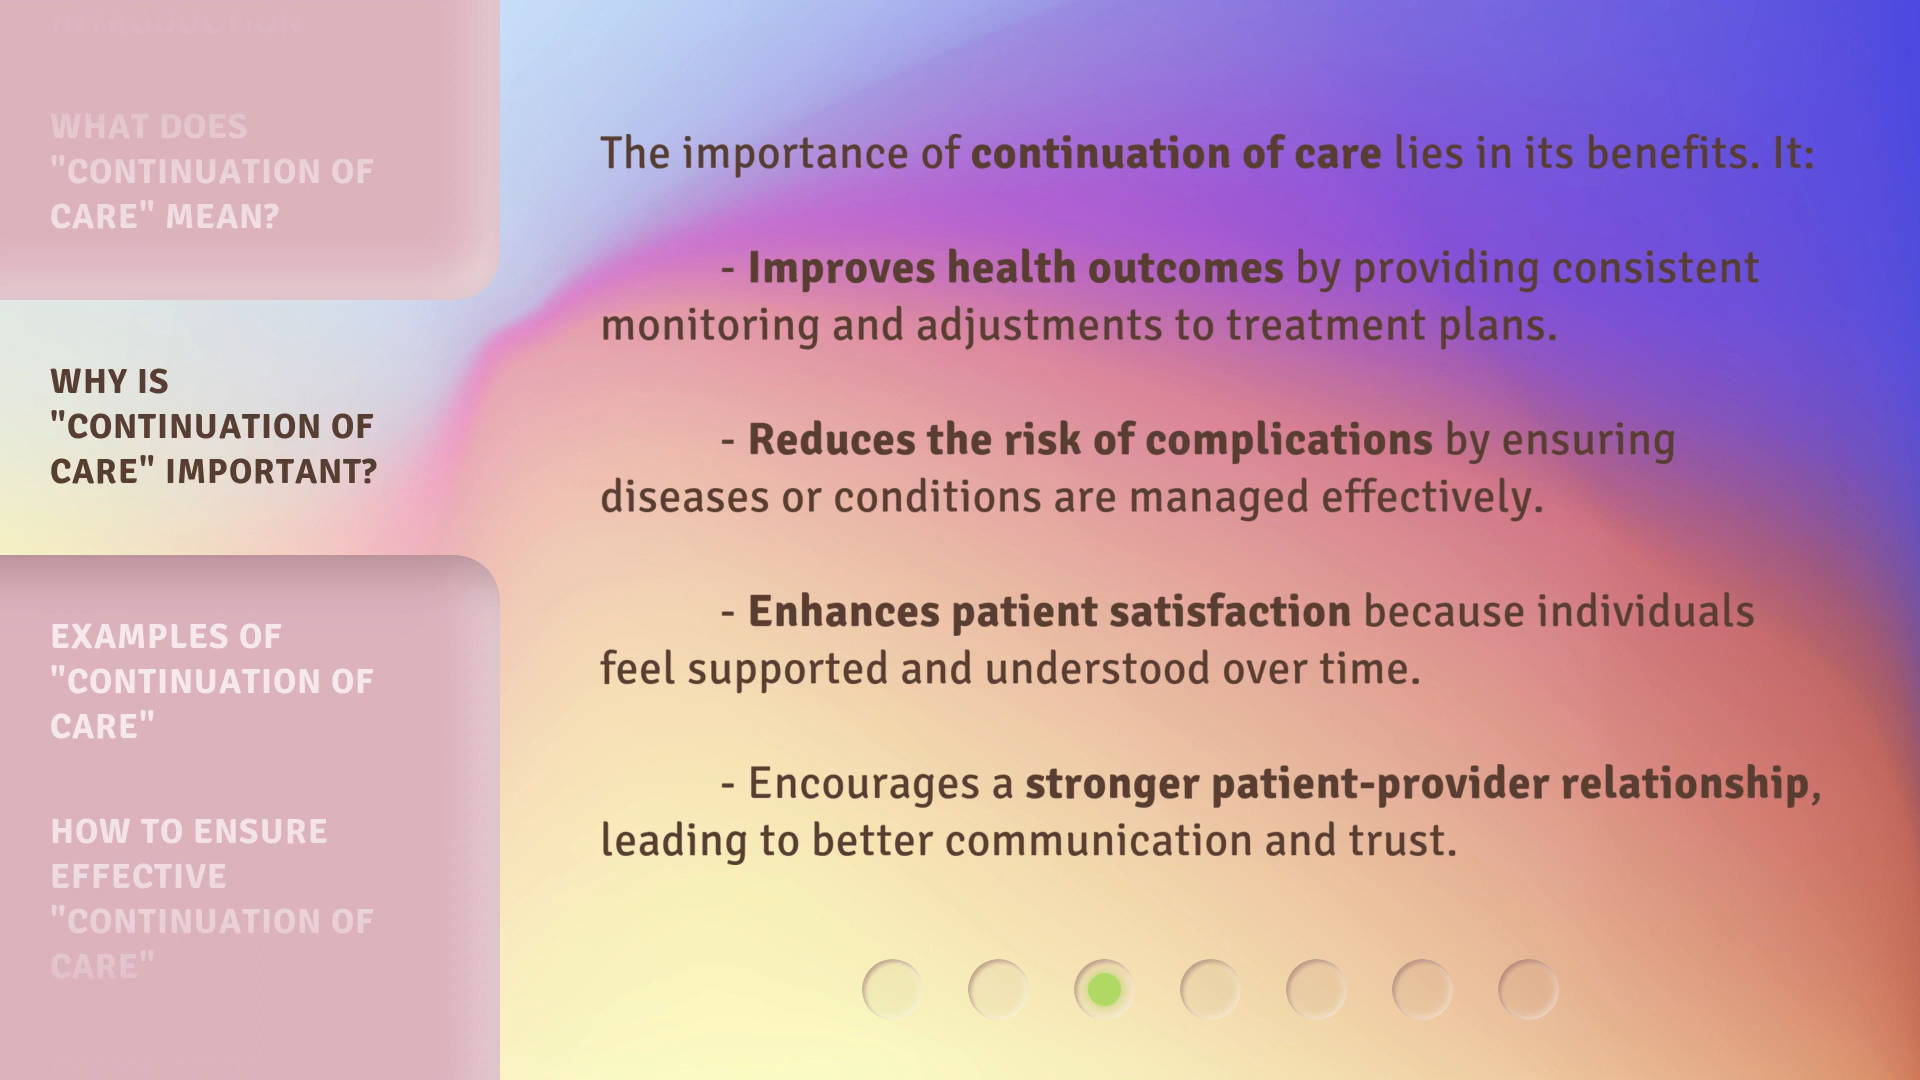 INTRODUCTION
WHAT DOES
"CONTINUATION OF
CARE" MEAN?
WHY IS
"CONTINUATION OF
CARE" IMPORTANT?
EXAMPLES OF
"CONTINUATION OF
CARE"
HOW TO ENSURE
EFFECTIVE
"CONTINUATION OF
CARE"
The importance of continuation of care lies in its benefits. It:
- Improves health outcomes by providing consistent
monitoring and adjustments to treatment plans.
- Reduces the risk of complications by ensuring
diseases or conditions are managed effectively.
- Enhances patient satisfaction because individuals
feel supported and understood over time.
- Encourages a stronger patient-provider relationship,
leading to better communication and trust.